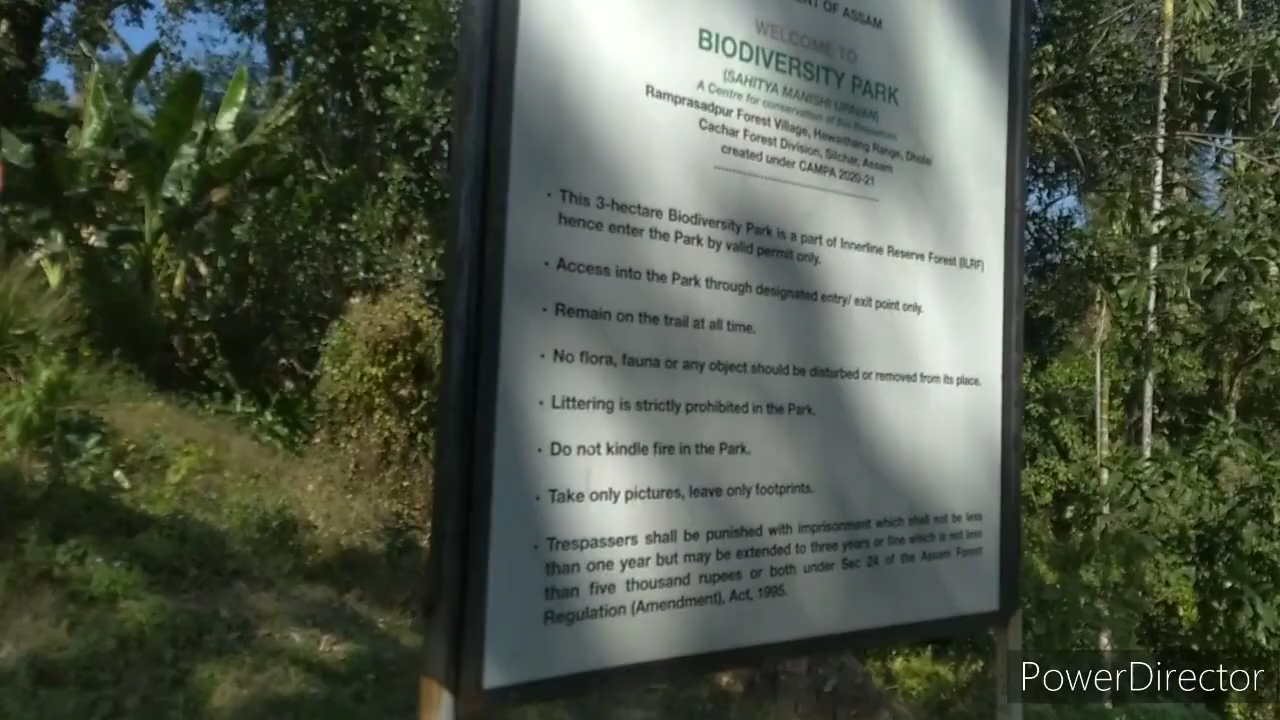 OF ASSAM
WELCOME TO
BIODIVERSITY PARK
(SAHITYA MANISHI UPAVAN)
A Centre for conservation of Bio Resources
Ramprasadpur Forest Village, Hawaithang Range, Dholai
Cachar Forest Division, Silchar, Assam
created under CAMPA 2020-21
• This 3-hectare Biodiversity Park is a part of Innerline Reserve Forest (ILRF)
hence enter the Park by valid permit only.
• Access into the Park through designated entry/ exit point only.
• Remain on the trail at all time.
• No flora, fauna or any object should be disturbed or removed from its place.
• Littering is strictly prohibited in the Park.
• Do not kindle fire in the Park.
• Take only pictures, leave only footprints.
• Trespassers shall be punished with imprisonment which shall not be less
than one year but may be extended to three years or fine which is not less
than five thousand rupees or both under Sec 24 of the Assam Forest
Regulation (Amendment), Act, 1995.
PowerDirector